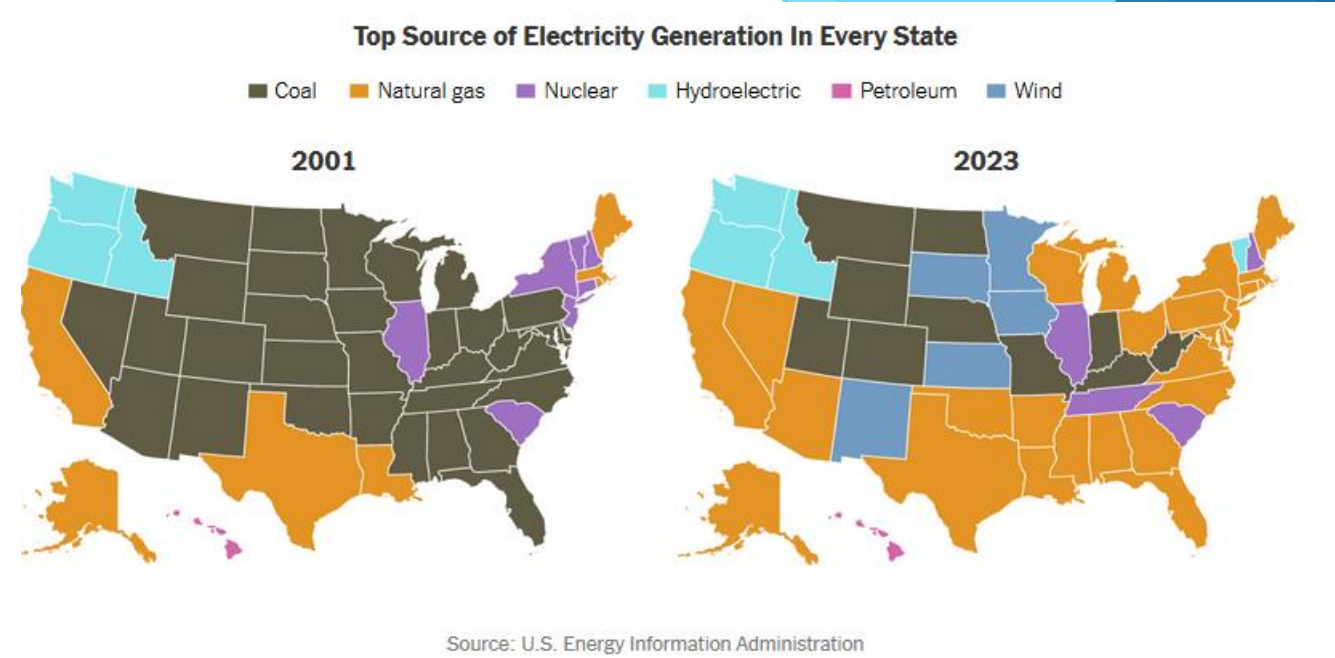 Top Source of Electricity Generation In Every State
Coal Natural gas Nuclear Hydroelectric Petroleum Wind
2001 2023
Source: U.S. Energy Information Administration